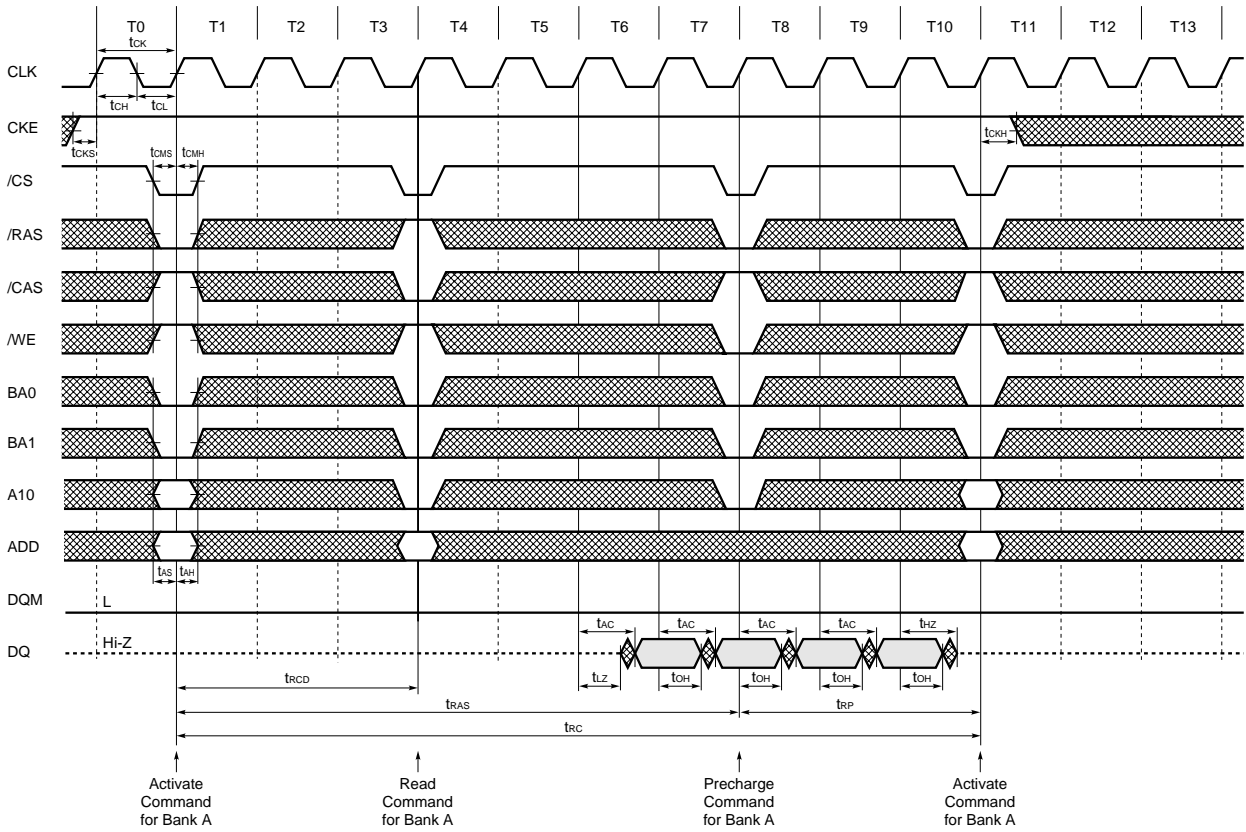 T0 T1 T2 T3 T4 T5 T6 T7 T8 T9 T10 T11 T12 T13
tCK
CLK
tCH tCL
CKE
tCKS tCMS tCMH tCKH
/CS
/RAS
/CAS
/WE
BA0
BA1
A10
ADD
tAS tAH
DQM L
tAC tAC tAC tAC tHZ
DQ Hi-Z
tLZ tOH tOH tOH tOH
tRCD
tRAS tRP
tRC
Activate
Command
for Bank A
Read
Command
for Bank A
Precharge
Command
for Bank A
Activate
Command
for Bank A